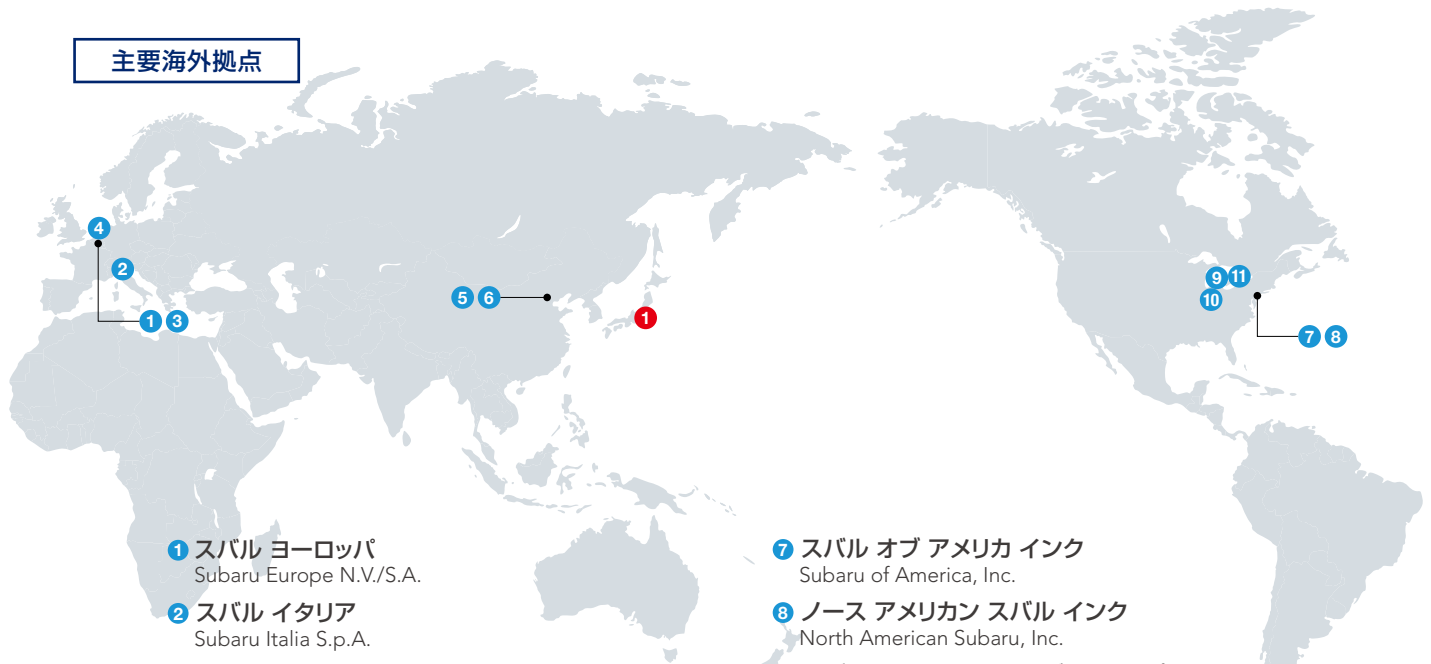 主要海外拠点
4
2
5 6
1 3
1
9 11
10
7 8
1 スバル ヨーロッパ
Subaru Europe N.V./S.A.
2 スバル イタリア
Subaru Italia S.p.A.
7 スバル オブ アメリカ インク
Subaru of America, Inc.
8 ノース アメリカン スバル インク
North American Subaru, Inc.